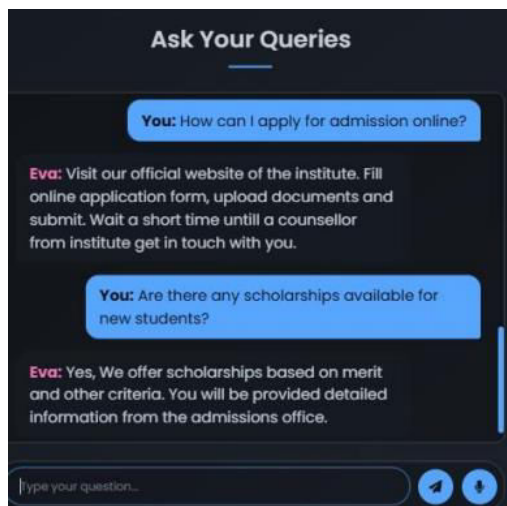 Ask Your Queries
You: How can I apply for admission online?
Eva: Visit our official website of the institute. Fill
online application form, upload documents and
submit. Wait a short time untill a counsellor
from institute get in touch with you.
You: Are there any scholarships available for
new students?
Eva: Yes, We offer scholarships based on merit
and other criteria. You will be provided detailed
information from the admissions office.
Type your question...